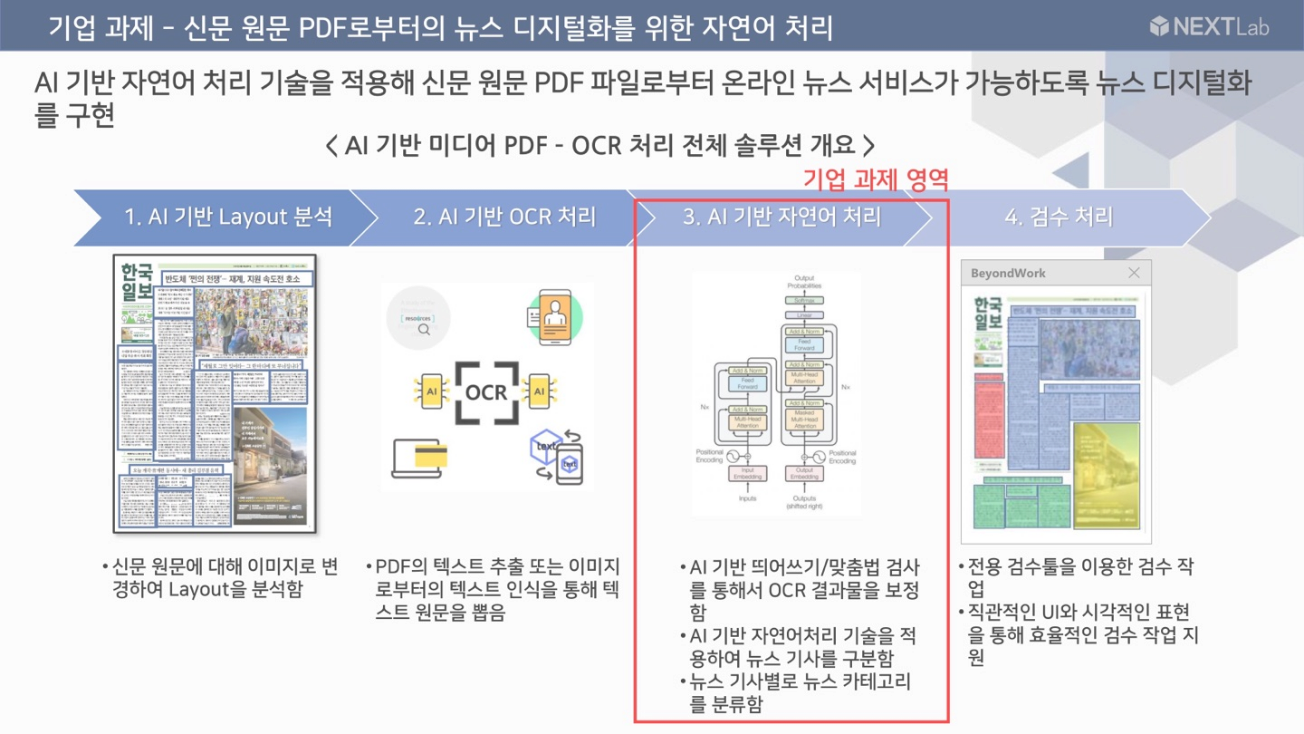 기업 과제 – 신문 원문 PDF로부터의 뉴스 디지털화를 위한 자연어 처리
NEXTLab
AI 기반 자연어 처리 기술을 적용해 신문 원문 PDF 파일로부터 온라인 뉴스 서비스가 가능하도록 뉴스 디지털화
를 구현
< AI 기반 미디어 PDF - OCR 처리 전체 솔루션 개요 >
기업 과제 영역
1. AI 기반 Layout 분석
2. AI 기반 OCR 처리
3. AI 기반 자연어 처리
4. 검수 처리
한국
일보
반도체 '쩐의 전쟁'… 재계, 지원 속도전 호소
resources
AI
OCR
AI
text
text
Output
Probabilities
Softmax
Linear
Add & Norm
Feed
Forward
Add & Norm
Multi-Head
Attention
Add & Norm
Feed
Forward
N×
N×
Add & Norm
Multi-Head
Attention
Add & Norm
Masked
Multi-Head
Attention
Positional
Encoding
Positional
Encoding
Input
Embedding
Output
Embedding
Inputs
Outputs
(shifted right)
BeyondWork
한국
일보
반도체 '쩐의 전쟁'… 재계, 지원 속도전 호소
• 신문 원문에 대해 이미지로 변
경하여 Layout을 분석함
• PDF의 텍스트 추출 또는 이미지
로부터의 텍스트 인식을 통해 텍
스트 원문을 뽑음
• AI 기반 띄어쓰기/맞춤법 검사
를 통해서 OCR 결과물을 보정
함
• AI 기반 자연어처리 기술을 적
용하여 뉴스 기사를 구분함
• 뉴스 기사별로 뉴스 카테고리
를 분류함
• 전용 검수툴을 이용한 검수 작
업
• 직관적인 UI와 시각적인 표현
을 통해 효율적인 검수 작업 지
원